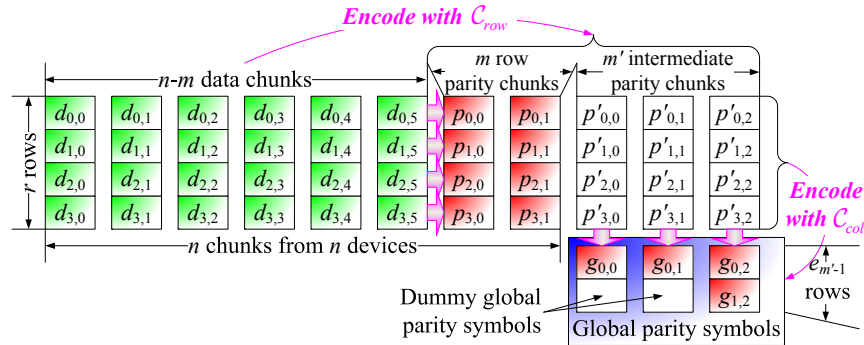 Encode with C_row
n-m data chunks
m row
parity chunks
m' intermediate
parity chunks
r rows
d0,0 d0,1 d0,2 d0,3 d0,4 d0,5 p0,0 p0,1 p'0,0 p'0,1 p'0,2
d1,0 d1,1 d1,2 d1,3 d1,4 d1,5 p1,0 p1,1 p'1,0 p'1,1 p'1,2
d2,0 d2,1 d2,2 d2,3 d2,4 d2,5 p2,0 p2,1 p'2,0 p'2,1 p'2,2
d3,0 d3,1 d3,2 d3,3 d3,4 d3,5 p3,0 p3,1 p'3,0 p'3,1 p'3,2
Encode
with C_col
n chunks from n devices
g0,0 g0,1 g0,2
g1,2
e_m'-1
rows
Dummy global
parity symbols
Global parity symbols